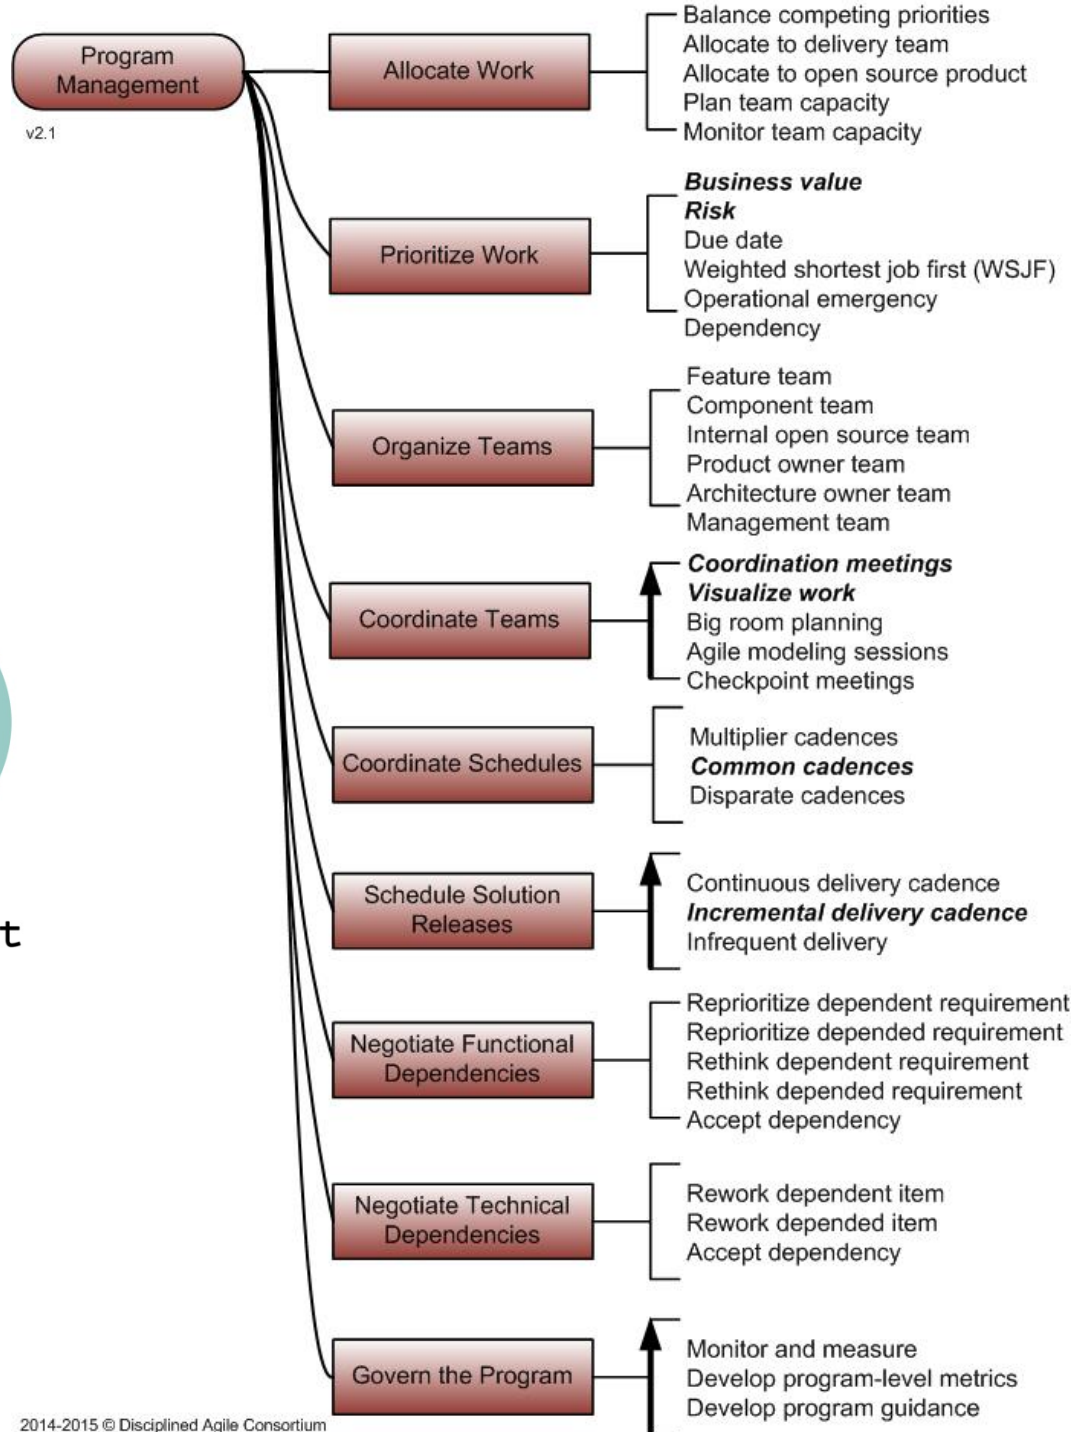 Program
Management
v2.1
Allocate Work
Balance competing priorities
Allocate to delivery team
Allocate to open source product
Plan team capacity
Monitor team capacity
Prioritize Work
Business value
Risk
Due date
Weighted shortest job first (WSJF)
Operational emergency
Dependency
Organize Teams
Feature team
Component team
Internal open source team
Product owner team
Architecture owner team
Management team
Coordinate Teams
Coordination meetings
Visualize work
Big room planning
Agile modeling sessions
Checkpoint meetings
Coordinate Schedules
Multiplier cadences
Common cadences
Disparate cadences
t
Schedule Solution
Releases
Continuous delivery cadence
Incremental delivery cadence
Infrequent delivery
Negotiate Functional
Dependencies
Reprioritize dependent requirement
Reprioritize depended requirement
Rethink dependent requirement
Rethink depended requirement
Accept dependency
Negotiate Technical
Dependencies
Rework dependent item
Rework depended item
Accept dependency
Govern the Program
Monitor and measure
Develop program-level metrics
Develop program guidance
2014-2015 © Disciplined Agile Consortium